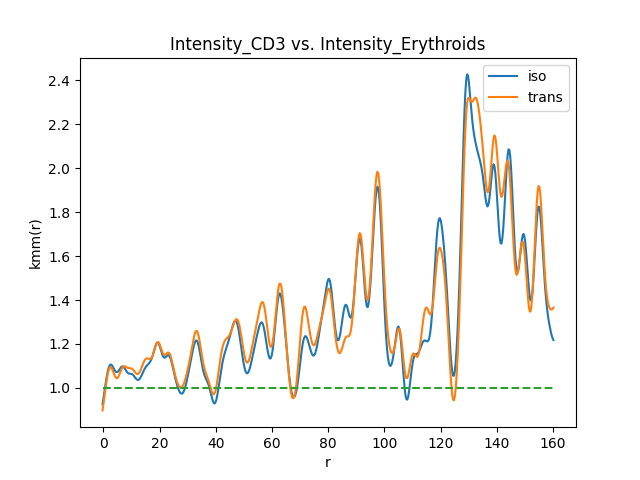 Intensity_CD3 vs. Intensity_Erythroids
iso
trans
kmm(r)
2.4
2.2
2.0
1.8
1.6
1.4
1.2
1.0
0 20 40 60 80 100 120 140 160
r